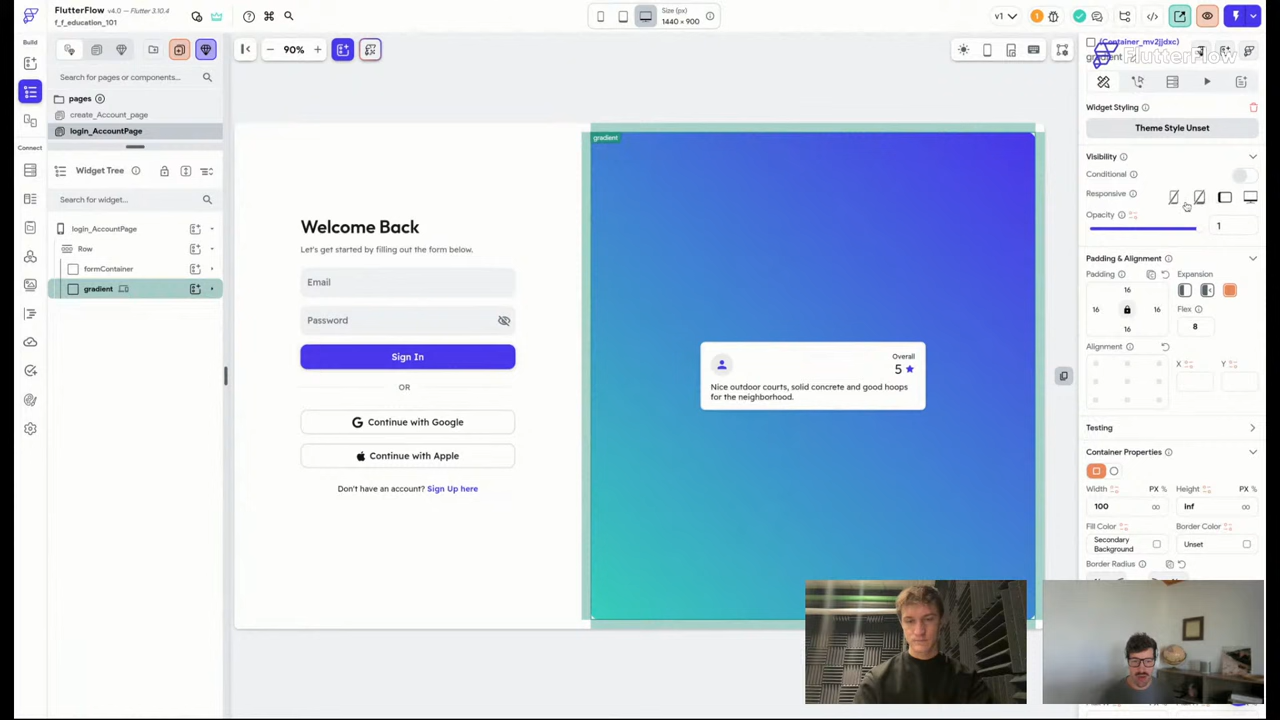 FlutterFlow v4.0 • Flutter 3.10.4
f_f_education_101
90%
Size (px)
1440 × 900
v1
1
(Container_mv2jjdxc)
gradient
FlutterFlow
Build
Search for pages or components...
pages 0
create_Account_page
login_AccountPage
Connect
Widget Tree
Search for widget...
login_AccountPage
Row
formContainer
gradient
gradient
Welcome Back
Let's get started by filling out the form below.
Email
Password
Sign In
OR
Continue with Google
Continue with Apple
Don't have an account? Sign Up here
Overall
5
Nice outdoor courts, solid concrete and good hoops
for the neighborhood.
Widget Styling
Theme Style Unset
Visibility
Conditional
Responsive
Opacity
1
Padding & Alignment
Padding
Expansion
16
16
16
16
Flex
8
Alignment
X
Y
Testing
Container Properties
Width PX %
Height PX %
100 ∞
Inf ∞
Fill Color
Border Color
Secondary
Background
Unset
Border Radius